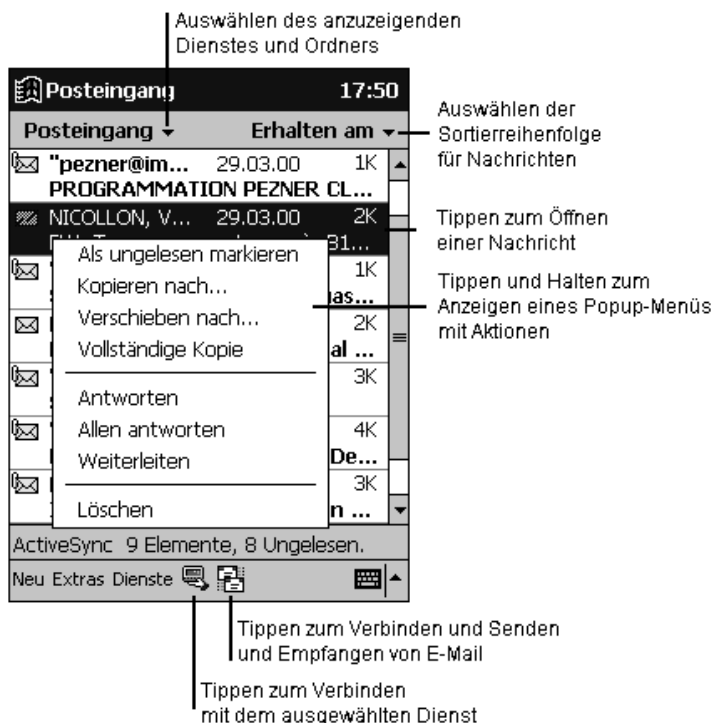 Auswählen des anzuzeigenden
Dienstes und Ordners
Posteingang 17:50
Posteingang Erhalten am
Auswählen der
Sortierreihenfolge
für Nachrichten
"pezner@im... 29.03.00 1K
PROGRAMMATION PEZNER CL...
NICOLLON, V... 29.03.00 2K
B1...
Tippen zum Öffnen
einer Nachricht
Als ungelesen markieren
1K
Kopieren nach...
as...
Verschieben nach...
2K
Vollständige Kopie
al ...
3K
Tippen und Halten zum
Anzeigen eines Popup-Menüs
mit Aktionen
Antworten
Allen antworten
4K
Weiterleiten
De...
3K
Löschen
n ...
ActiveSync 9 Elemente, 8 Ungelesen.
Neu Extras Dienste
Tippen zum Verbinden und Senden
und Empfangen von E-Mail
Tippen zum Verbinden
mit dem ausgewählten Dienst